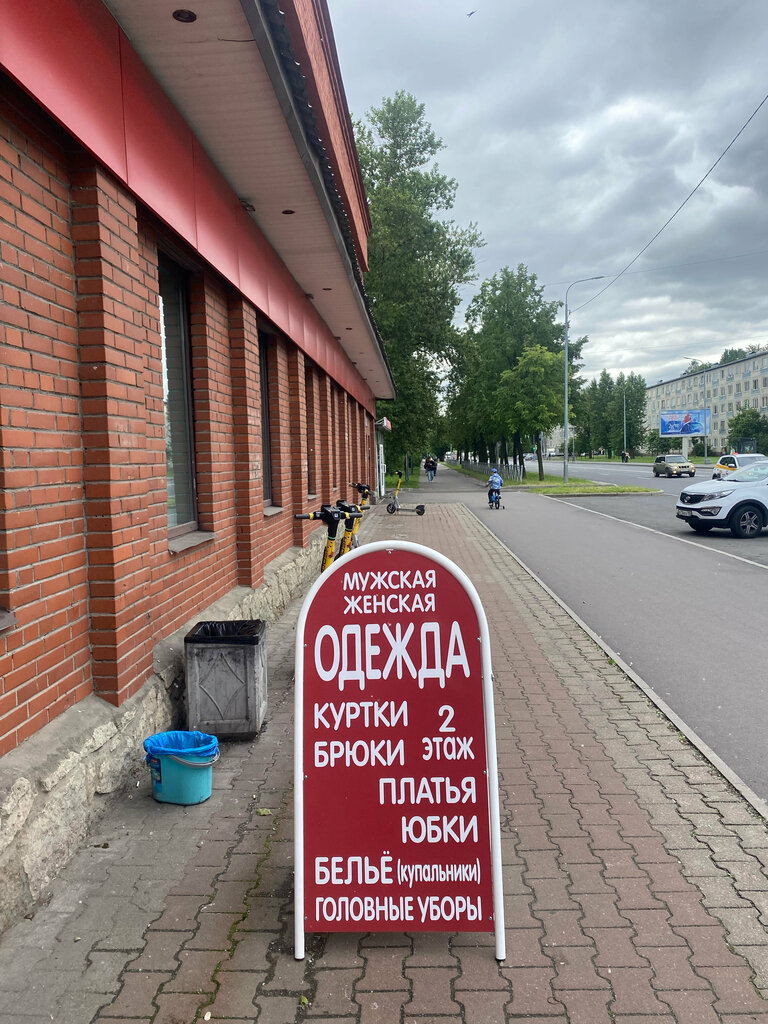 МУЖСКАЯ
ЖЕНСКАЯ
ОДЕЖДА
КУРТКИ 2
БРЮКИ ЭТАЖ
ПЛАТЬЯ
ЮБКИ
БЕЛЬЁ (купальники)
ГОЛОВНЫЕ УБОРЫ